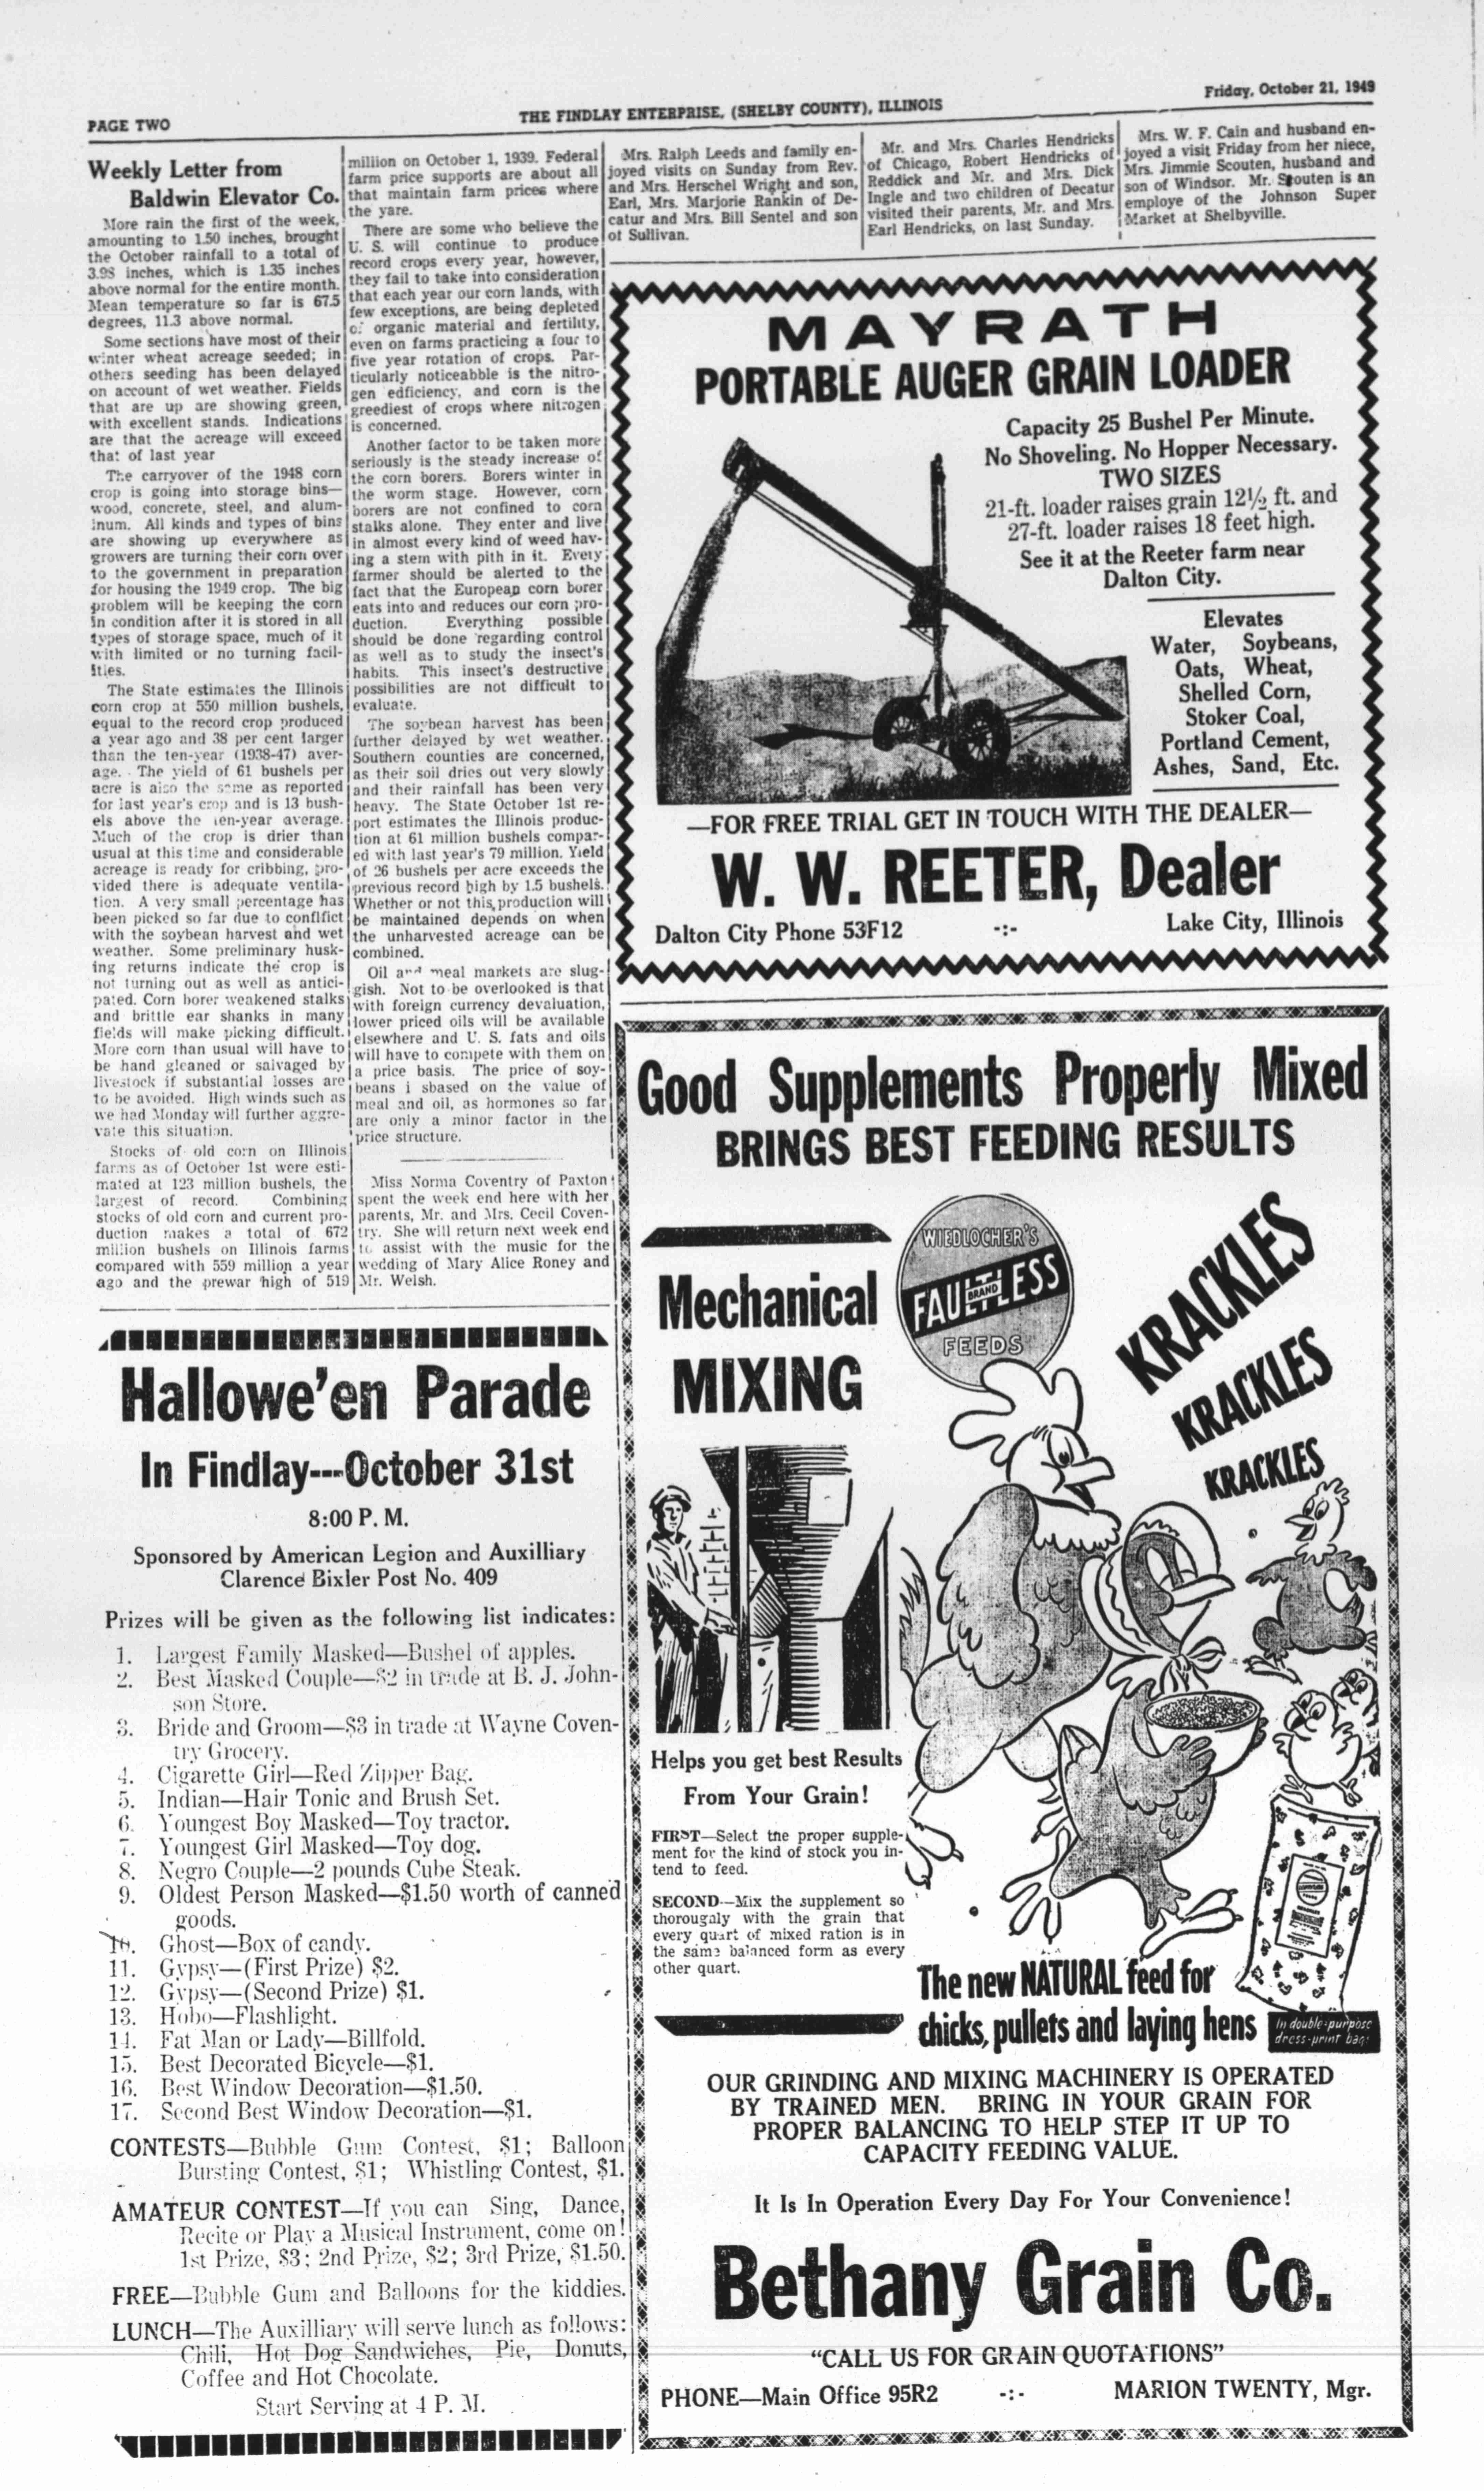 PAGE TWO
THE FINDLAY ENTERPRISE, (SHELBY COUNTY), ILLINOIS
Friday, October 21, 1949
Weekly Letter from
Baldwin Elevator Co.
More rain the first of the week,
amounting to 1.50 inches, brought
the October rainfall to a total of
3.98 inches, which is 1.35 inches
above normal for the entire month.
Mean temperature so far is 67.5
degrees, 11.3 above normal.
Some sections have most of their
winter wheat acreage seeded; in
others seeding has been delayed
on account of wet weather. Fields
that are up are showing green,
with excellent stands. Indications
are that the acreage will exceed
that of last year
The carryover of the 1948 corn
crop is going into storage bins—
wood, concrete, steel, and alum-
inum. All kinds and types of bins
are showing up everywhere as
growers are turning their corn over
to the government in preparation
for housing the 1949 crop. The big
problem will be keeping the corn
in condition after it is stored in all
types of storage space, much of it
with limited or no turning facil-
ities.
The State estimates the Illinois
corn crop at 550 million bushels,
equal to the record crop produced
a year ago and 38 per cent larger
than the ten-year (1938-47) aver-
age. The yield of 61 bushels per
acre is also the same as reported
for last year's crop and is 13 bush-
els above the ten-year average.
Much of the crop is drier than
usual at this time and considerable
acreage is ready for cribbing, pro-
vided there is adequate ventila-
tion. A very small percentage has
been picked so far due to conflfict
with the soybean harvest and wet
weather. Some preliminary husk-
ing returns indicate the crop is
not turning out as well as antici-
pated. Corn borer weakened stalks
and brittle ear shanks in many
fields will make picking difficult.
More corn than usual will have to
be hand gleaned or salvaged by
livestock if substantial losses are
to be avoided. High winds such as
we had Monday will further aggre-
vate this situation.
Stocks of old corn on Illinois
farms as of October 1st were esti-
mated at 123 million bushels, the
largest of record. Combining
stocks of old corn and current pro-
duction makes a total of 672
million bushels on Illinois farms
compared with 559 million a year
ago and the prewar high of 519
million on October 1, 1939. Federal
farm price supports are about all
that maintain farm prices where
the yare.
There are some who believe the
U. S. will continue to produce
record crops every year, however,
they fail to take into consideration
that each year our corn lands, with
few exceptions, are being depleted
of organic material and fertility,
even on farms practicing a four to
five year rotation of crops. Par-
ticularly noticeabble is the nitro-
gen edficiency, and corn is the
greediest of crops where nitrogen
is concerned.
Another factor to be taken more
seriously is the steady increase of
the corn borers. Borers winter in
the worm stage. However, corn
borers are not confined to corn
stalks alone. They enter and live
in almost every kind of weed hav-
ing a stem with pith in it. Every
farmer should be alerted to the
fact that the European corn borer
eats into and reduces our corn pro-
duction. Everything possible
should be done regarding control
as well as to study the insect's
habits. This insect's destructive
possibilities are not difficult to
evaluate.
The soybean harvest has been
further delayed by wet weather.
Southern counties are concerned,
as their soil dries out very slowly
and their rainfall has been very
heavy. The State October 1st re-
port estimates the Illinois produc-
tion at 61 million bushels compar-
ed with last year's 79 million. Yield
of 26 bushels per acre exceeds the
previous record high by 1.5 bushels.
Whether or not this production will
be maintained depends on when
the unharvested acreage can be
combined.
Oil and meal markets are slug-
gish. Not to be overlooked is that
with foreign currency devaluation,
lower priced oils will be available
elsewhere and U. S. fats and oils
will have to compete with them on
a price basis. The price of soy-
beans i sbased on the value of
meal and oil, as hormones so far
are only a minor factor in the
price structure.
Miss Norma Coventry of Paxton
spent the week end here with her
parents, Mr. and Mrs. Cecil Coven-
try. She will return next week end
to assist with the music for the
wedding of Mary Alice Roney and
Mr. Welsh.
Mrs. Ralph Leeds and family en-
joyed visits on Sunday from Rev.
and Mrs. Herschel Wright and son,
Earl, Mrs. Marjorie Rankin of De-
catur and Mrs. Bill Sentel and son
of Sullivan.
Mr. and Mrs. Charles Hendricks
of Chicago, Robert Hendricks of
Reddick and Mr. and Mrs. Dick
Ingle and two children of Decatur
visited their parents, Mr. and Mrs.
Earl Hendricks, on last Sunday.
Mrs. W. F. Cain and husband en-
joyed a visit Friday from her niece,
Mrs. Jimmie Scouten, husband and
son of Windsor. Mr. Scouten is an
employe of the Johnson Super
Market at Shelbyville.
MAYRATH
PORTABLE AUGER GRAIN LOADER
Capacity 25 Bushel Per Minute.
No Shoveling. No Hopper Necessary.
TWO SIZES
21-ft. loader raises grain 12½ ft. and
27-ft. loader raises 18 feet high.
See it at the Reeter farm near
Dalton City.
Elevates
Water, Soybeans,
Oats, Wheat,
Shelled Corn,
Stoker Coal,
Portland Cement,
Ashes, Sand, Etc.
—FOR FREE TRIAL GET IN TOUCH WITH THE DEALER—
W. W. REETER, Dealer
Dalton City Phone 53F12 -:- Lake City, Illinois
Hallowe'en Parade
In Findlay---October 31st
8:00 P. M.
Sponsored by American Legion and Auxilliary
Clarence Bixler Post No. 409
Prizes will be given as the following list indicates:
1. Largest Family Masked—Bushel of apples.
2. Best Masked Couple—$2 in trade at B. J. John-
son Store.
3. Bride and Groom—$3 in trade at Wayne Coven-
try Grocery.
4. Cigarette Girl—Red Zipper Bag.
5. Indian—Hair Tonic and Brush Set.
6. Youngest Boy Masked—Toy tractor.
7. Youngest Girl Masked—Toy dog.
8. Negro Couple—2 pounds Cube Steak.
9. Oldest Person Masked—$1.50 worth of canned
goods.
10. Ghost—Box of candy.
11. Gypsy—(First Prize) $2.
12. Gypsy—(Second Prize) $1.
13. Hobo—Flashlight.
14. Fat Man or Lady—Billfold.
15. Best Decorated Bicycle—$1.
16. Best Window Decoration—$1.50.
17. Second Best Window Decoration—$1.
CONTESTS—Bubble Gum Contest, $1; Balloon
Bursting Contest, $1; Whistling Contest, $1.
AMATEUR CONTEST—If you can Sing, Dance,
Recite or Play a Musical Instrument, come on!
1st Prize, $3; 2nd Prize, $2; 3rd Prize, $1.50.
FREE—Bubble Gum and Balloons for the kiddies.
LUNCH—The Auxilliary will serve lunch as follows:
Chili, Hot Dog Sandwiches, Pie, Donuts,
Coffee and Hot Chocolate.
Start Serving at 4 P. M.
Good Supplements Properly Mixed
BRINGS BEST FEEDING RESULTS
Mechanical
MIXING
WIEDLOCHER'S
FAULTLESS
BRAND
FEEDS
KRACKLES
KRACKLES
KRACKLES
Helps you get best Results
From Your Grain!
FIRST—Select the proper supple-
ment for the kind of stock you in-
tend to feed.
SECOND—Mix the supplement so
thorougaly with the grain that
every quart of mixed ration is in
the same balanced form as every
other quart.
The new NATURAL feed for
chicks, pullets and laying hens
In double-purpose
dress-print bag!
OUR GRINDING AND MIXING MACHINERY IS OPERATED
BY TRAINED MEN. BRING IN YOUR GRAIN FOR
PROPER BALANCING TO HELP STEP IT UP TO
CAPACITY FEEDING VALUE.
It Is In Operation Every Day For Your Convenience!
Bethany Grain Co.
"CALL US FOR GRAIN QUOTATIONS"
PHONE—Main Office 95R2 -:- MARION TWENTY, Mgr.